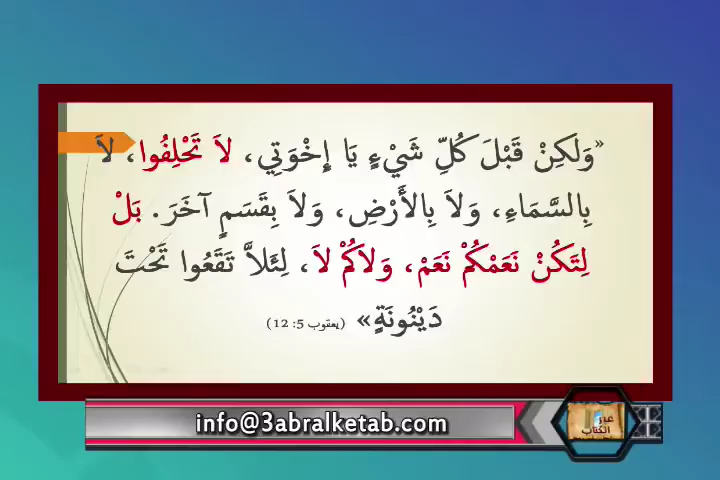 «وَلَكِنْ قَبْلَ كُلِّ شَيْءٍ يَا إِخْوَتِي، لاَ تَحْلِفُوا، لاَ
بِالسَّمَاءِ، وَلاَ بِالأَرْضِ، وَلاَ بِقَسَمٍ آخَرَ. بَلْ
لِتَكُنْ نَعَمْكُمْ نَعَمْ، وَلاَكُمْ لاَ، لِئَلاَّ تَقَعُوا تَحْتَ
دَيْنُونَةٍ» (يعقوب 5: 12)
info@3abralketab.com
عبر
الكتاب